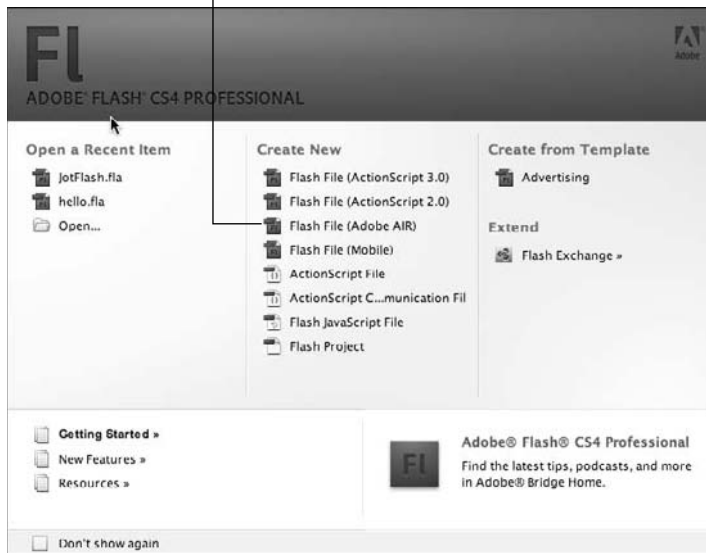 Fl
Adobe
ADOBE® FLASH® CS4 PROFESSIONAL
Open a Recent Item
JotFlash.fla
hello.fla
Open...
Create New
Flash File (ActionScript 3.0)
Flash File (ActionScript 2.0)
Flash File (Adobe AIR)
Flash File (Mobile)
ActionScript File
ActionScript C...munication Fil
Flash JavaScript File
Flash Project
Create from Template
Advertising
Extend
Flash Exchange »
Getting Started »
New Features »
Resources »
Fl
Adobe® Flash® CS4 Professional
Find the latest tips, podcasts, and more
in Adobe® Bridge Home.
Don't show again